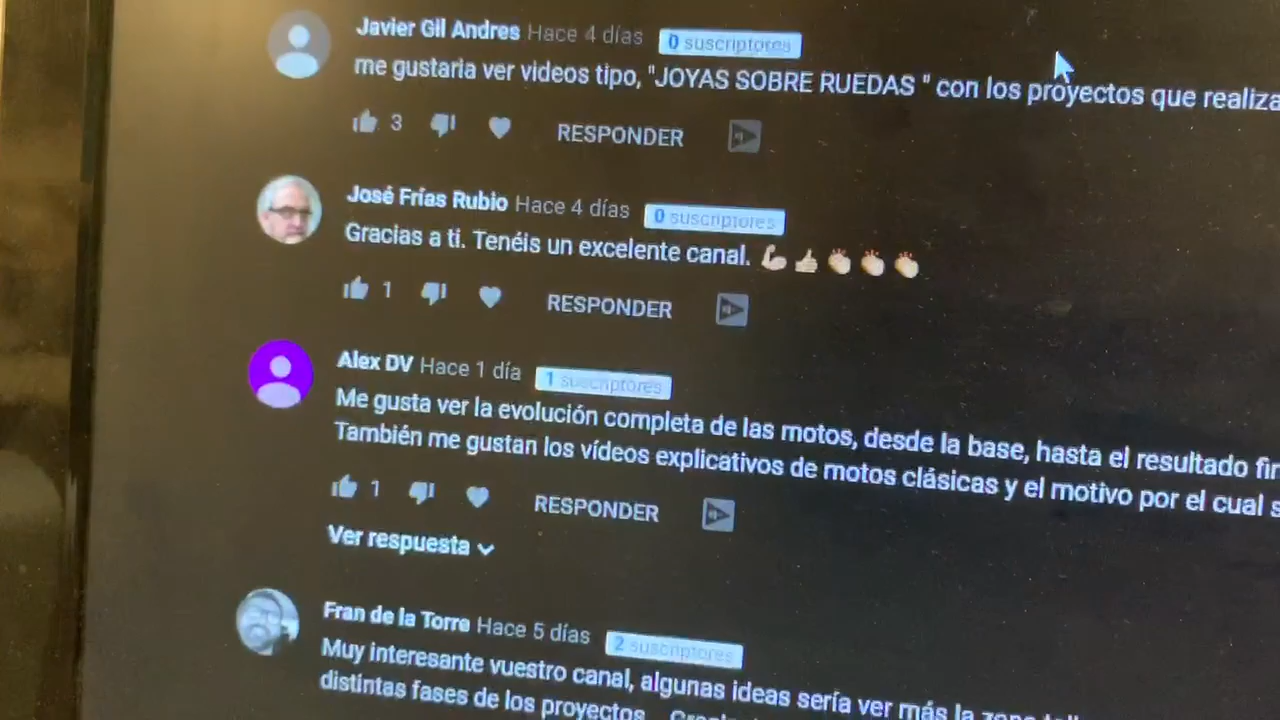 Javier Gil Andres Hace 4 días 0 suscriptores
me gustaria ver videos tipo, "JOYAS SOBRE RUEDAS " con los proyectos que realiza
3 RESPONDER
José Frías Rubio Hace 4 días 0 suscriptores
Gracias a ti. Tenéis un excelente canal. 💪👍👏👏👏
1 RESPONDER
Alex DV Hace 1 día 1 suscriptores
Me gusta ver la evolución completa de las motos, desde la base, hasta el resultado fin
También me gustan los vídeos explicativos de motos clásicas y el motivo por el cual s
1 RESPONDER
Ver respuesta
Fran de la Torre Hace 5 días 2 suscriptores
Muy interesante vuestro canal, algunas ideas sería ver más la zona
distintas fases de los proyectos